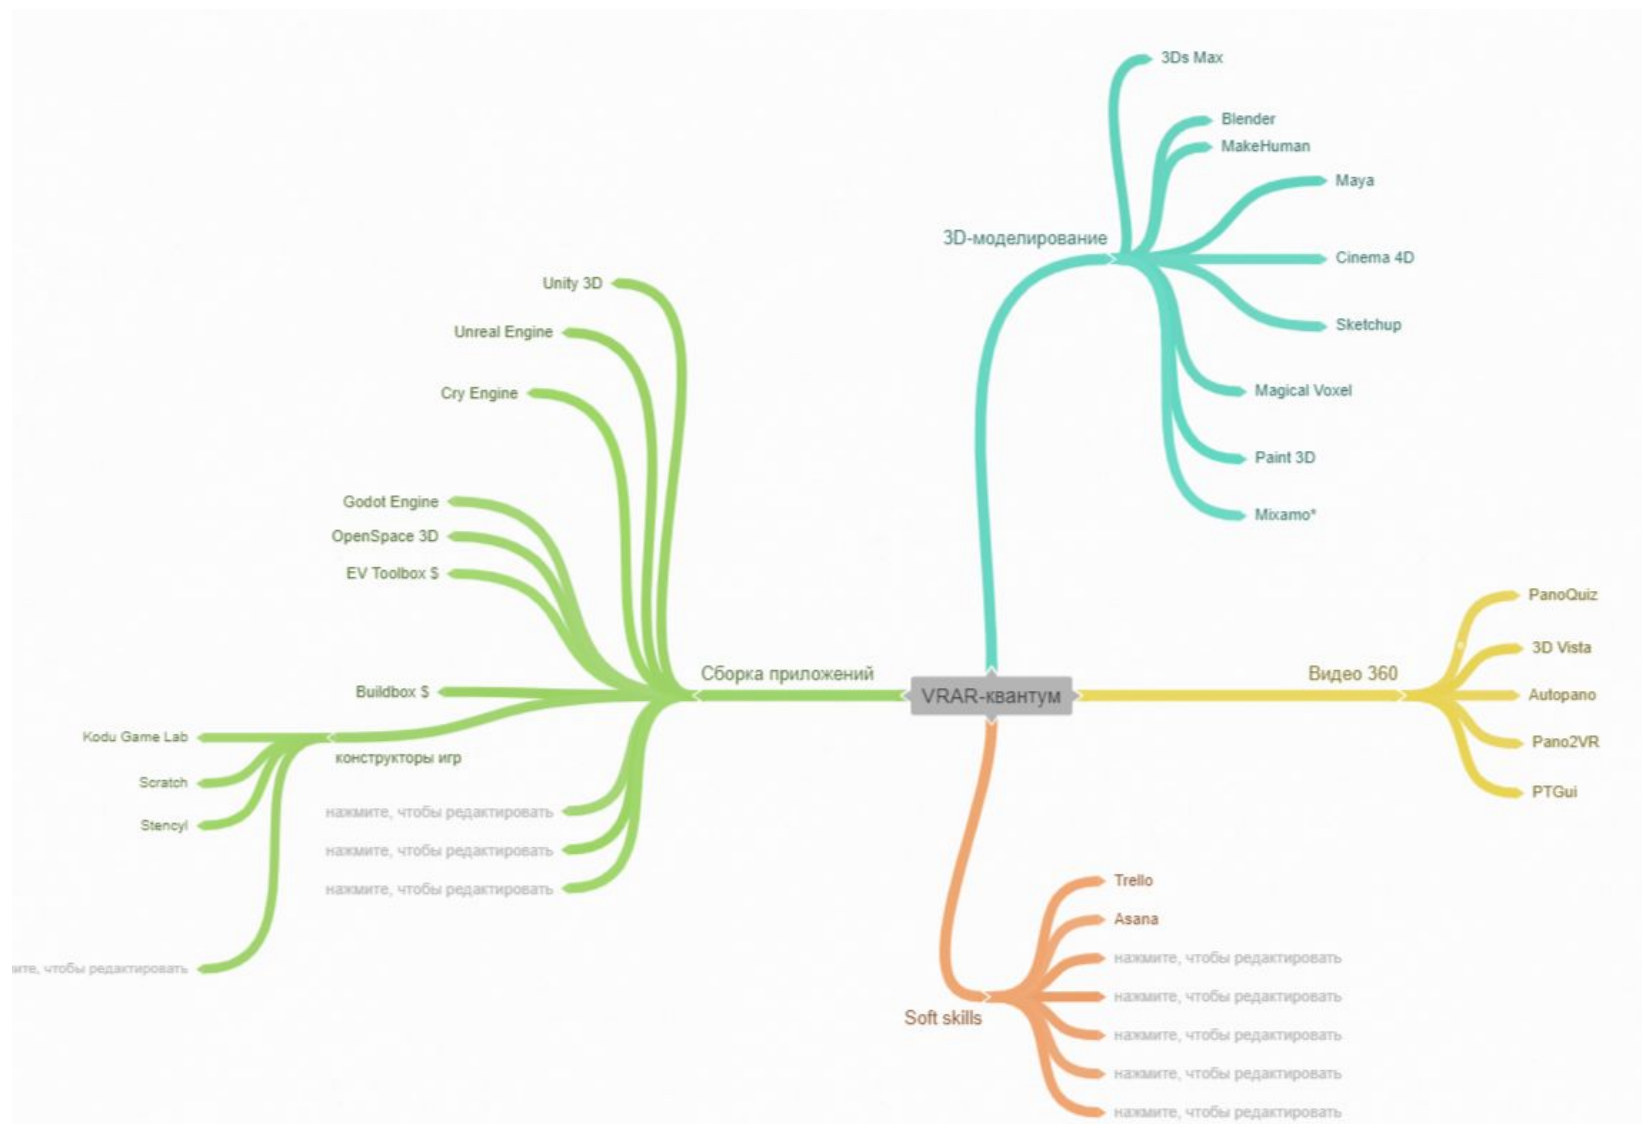 3Ds Max
Blender
MakeHuman
Maya
3D-моделирование
Cinema 4D
Sketchup
Magical Voxel
Paint 3D
Mixamo*
Unity 3D
Unreal Engine
Cry Engine
Godot Engine
OpenSpace 3D
EV Toolbox $
Сборка приложений
Buildbox $
Kodu Game Lab
конструкторы игр
Scratch
Stencyl
нажмите, чтобы редактировать
нажмите, чтобы редактировать
нажмите, чтобы редактировать
ите, чтобы редактировать
VRAR-квантум
Видео 360
PanoQuiz
3D Vista
Autopano
Pano2VR
PTGui
Trello
Asana
нажмите, чтобы редактировать
нажмите, чтобы редактировать
Soft skills
нажмите, чтобы редактировать
нажмите, чтобы редактировать
нажмите, чтобы редактировать